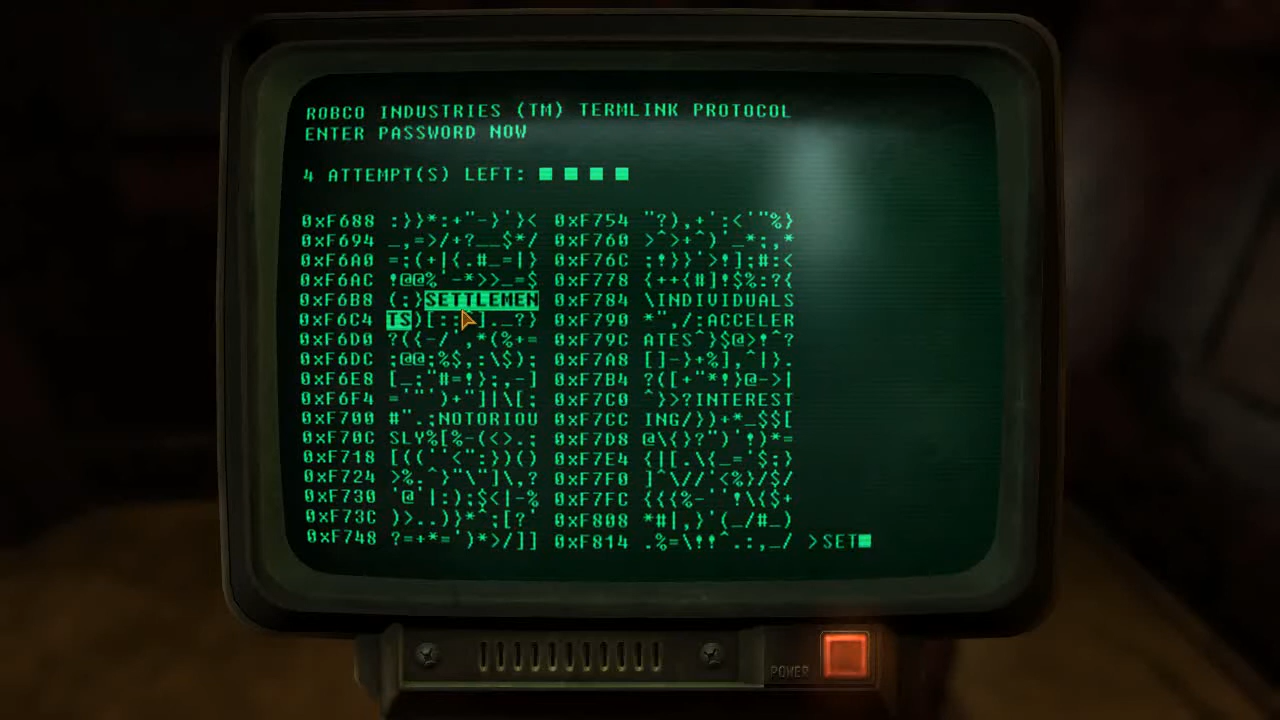 ROBCO INDUSTRIES (TM) TERMLINK PROTOCOL
ENTER PASSWORD NOW
4 ATTEMPT(S) LEFT: ■ ■ ■ ■
0xF688 :}}*:+"-}'}< 0xF754 "?),+':<'"%}
0xF694 _,=>/+?__$*/ 0xF760 >^>+^)'_*;,*
0xF6A0 =:(+|{.#_=|} 0xF76C ;!}}'>!];#:<
0xF6AC !@@%'-*>>_=$ 0xF778 {++{#]!$%:?{
0xF6B8 (;}SETTLEMEN 0xF784 \INDIVIDUALS
0xF6C4 TS)[:: ]._?} 0xF790 *",/:ACCELER
0xF6D0 ?({-/',*(%+= 0xF79C ATES^}$@>!^?
0xF6DC ;@@;%$,:\$); 0xF7A8 []-}+%],^|}.
0xF6E8 [_;"#=!};,-] 0xF7B4 ?([+"*!}@->|
0xF6F4 ='"')+"]|\[; 0xF7C0 ^}>?INTEREST
0xF700 #".;NOTORIOU 0xF7CC ING/})+*_$$[
0xF70C SLY%[%-(<>.; 0xF7D8 @\{}?")'!)*=
0xF718 [((''<":})() 0xF7E4 {|[.\{_='$;}
0xF724 >%.^}"\"]\,? 0xF7F0 ]^\//'<%}/$/
0xF730 '@'|:);$<|-% 0xF7FC {{{%-''!\{$+
0xF73C )>..)}*^;[?' 0xF808 *#|,}'(_/#_)
0xF748 ?=+*=')*>/]] 0xF814 .%=\!!^.:,_/ >SET■
POWER